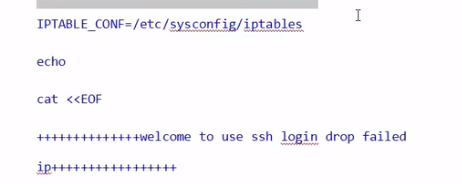 IPTABLE_CONF=/etc/sysconfig/iptables
echo
cat <<EOF
++++++++++++++welcome to use ssh login drop failed
ip+++++++++++++++++